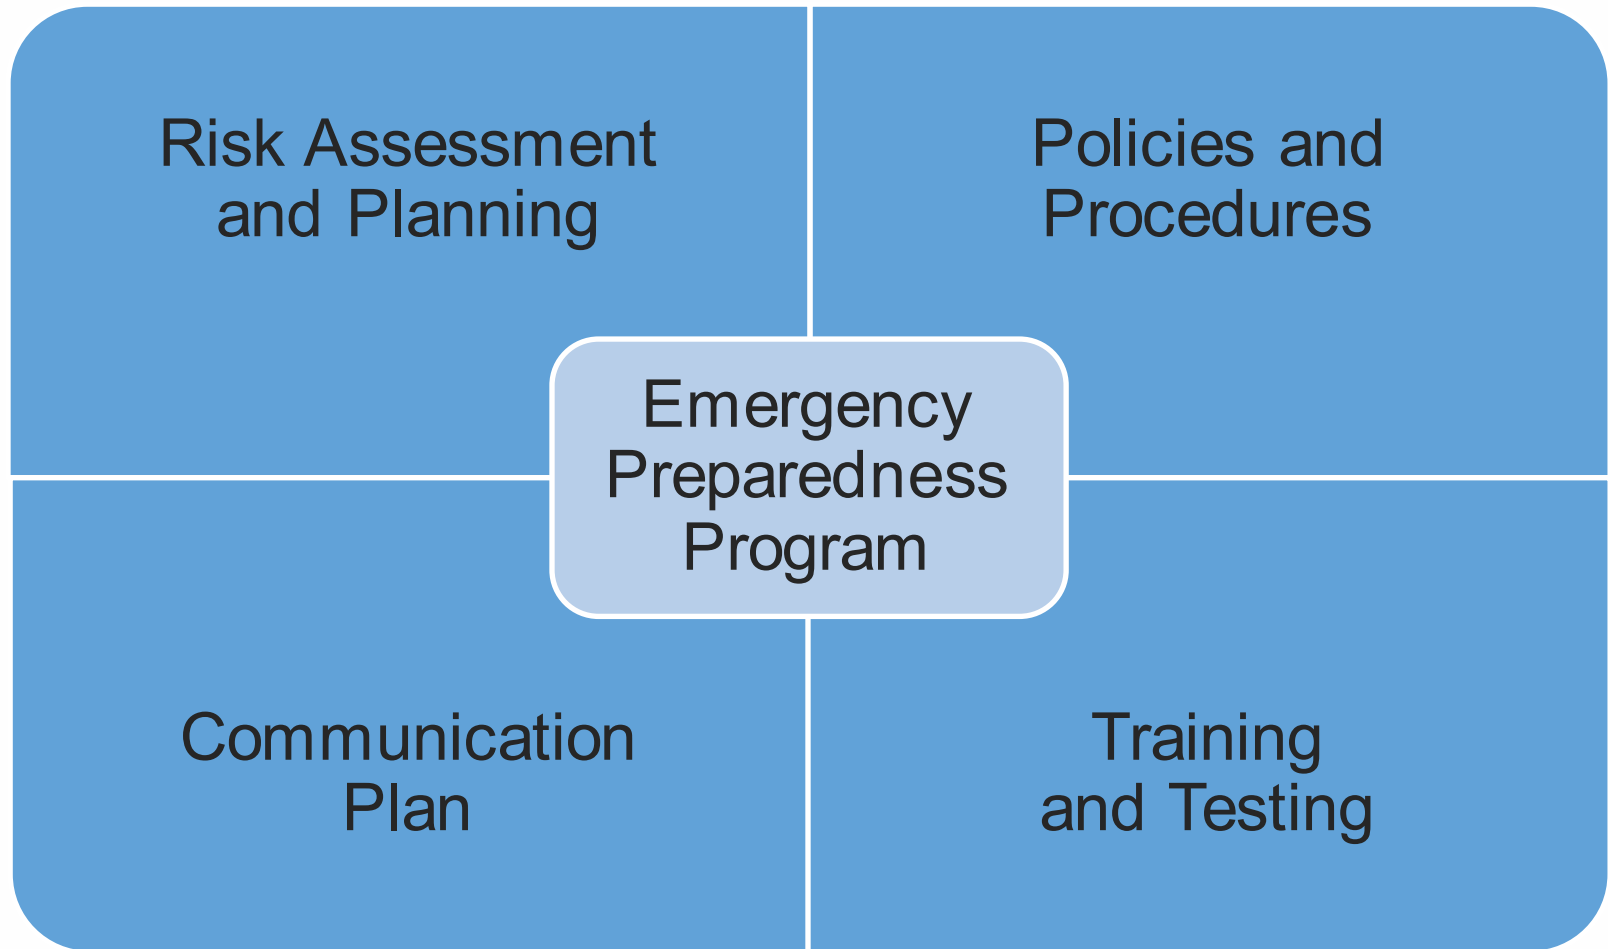 Risk Assessment
and Planning
Policies and
Procedures
Emergency
Preparedness
Program
Communication
Plan
Training
and Testing